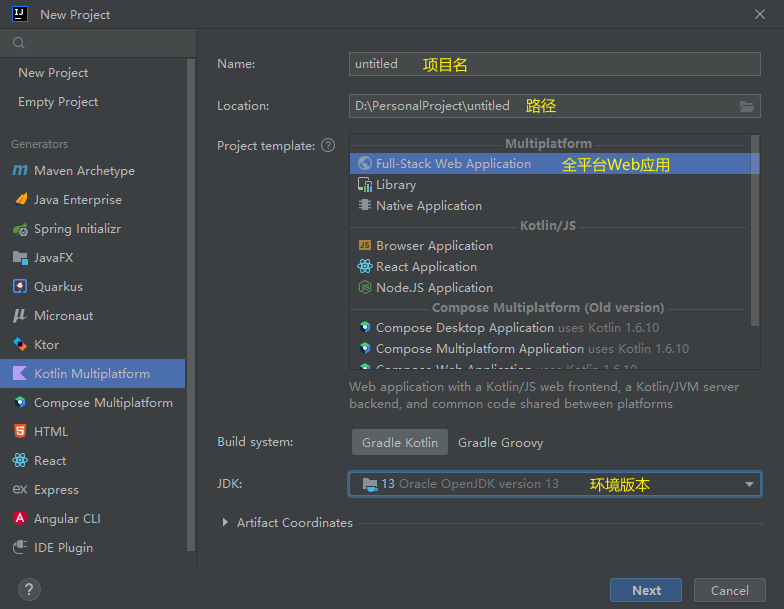 New Project
New Project
Empty Project
Generators
Maven Archetype
Java Enterprise
Spring Initializr
JavaFX
Quarkus
Micronaut
Ktor
Kotlin Multiplatform
Compose Multiplatform
HTML
React
ex Express
Angular CLI
IDE Plugin
Name:
untitled 项目名
Location:
D:\PersonalProject\untitled 路径
Project template: ?
Multiplatform
Full-Stack Web Application 全平台Web应用
Library
Native Application
Kotlin/JS
JS Browser Application
React Application
Node.JS Application
Compose Multiplatform (Old version)
Compose Desktop Application uses Kotlin 1.6.10
Compose Multiplatform Application uses Kotlin 1.6.10
Compose Web Application uses Kotlin 1.6.10
Web application with a Kotlin/JS web frontend, a Kotlin/JVM server
backend, and common code shared between platforms
Build system:
Gradle Kotlin Gradle Groovy
JDK:
13 Oracle OpenJDK version 13 环境版本
Artifact Coordinates
?
Next
Cancel